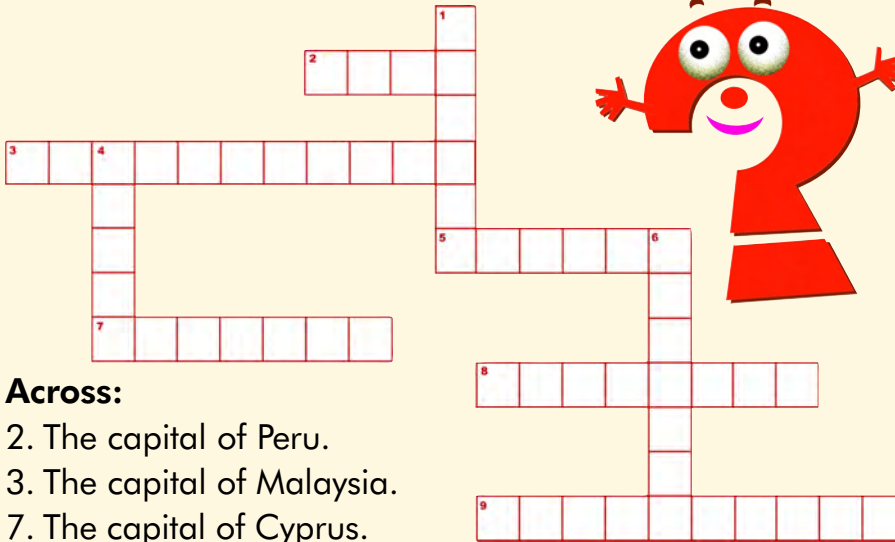 1
2
3 4
5 6
7
8
Across:
2. The capital of Peru.
3. The capital of Malaysia.
9
7. The capital of Cyprus.